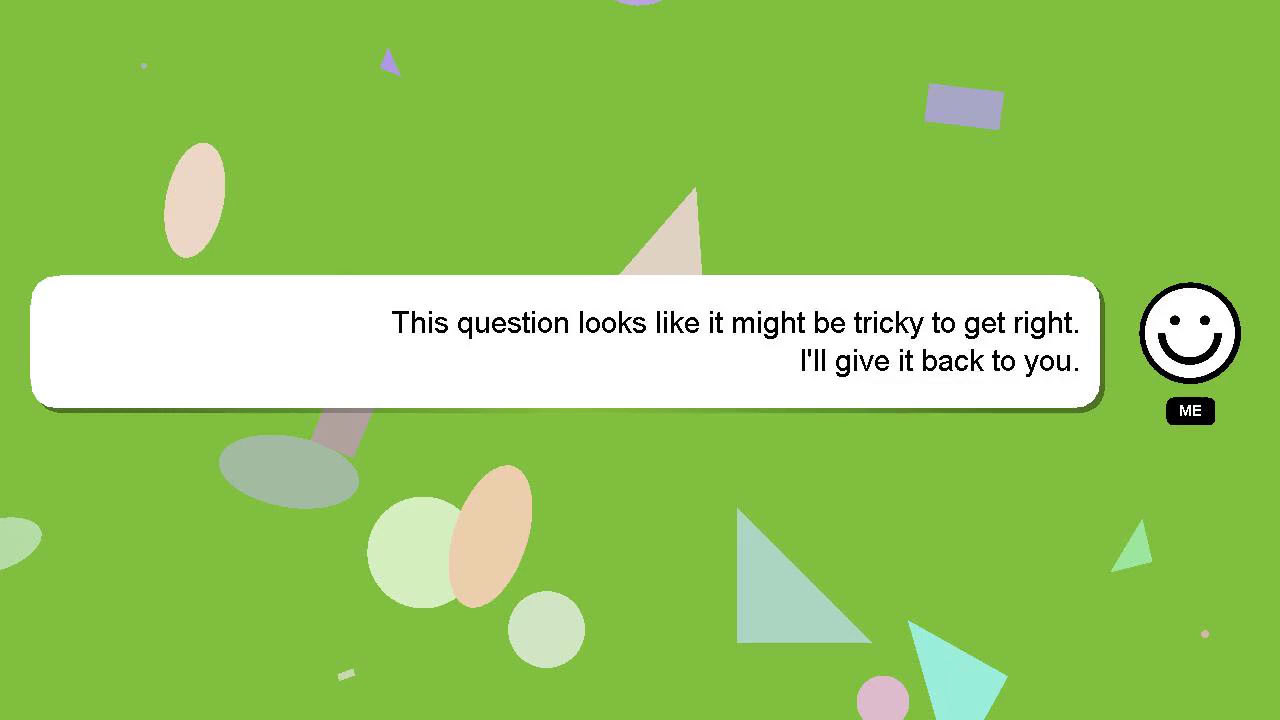 This question looks like it might be tricky to get right.
I'll give it back to you.
ME